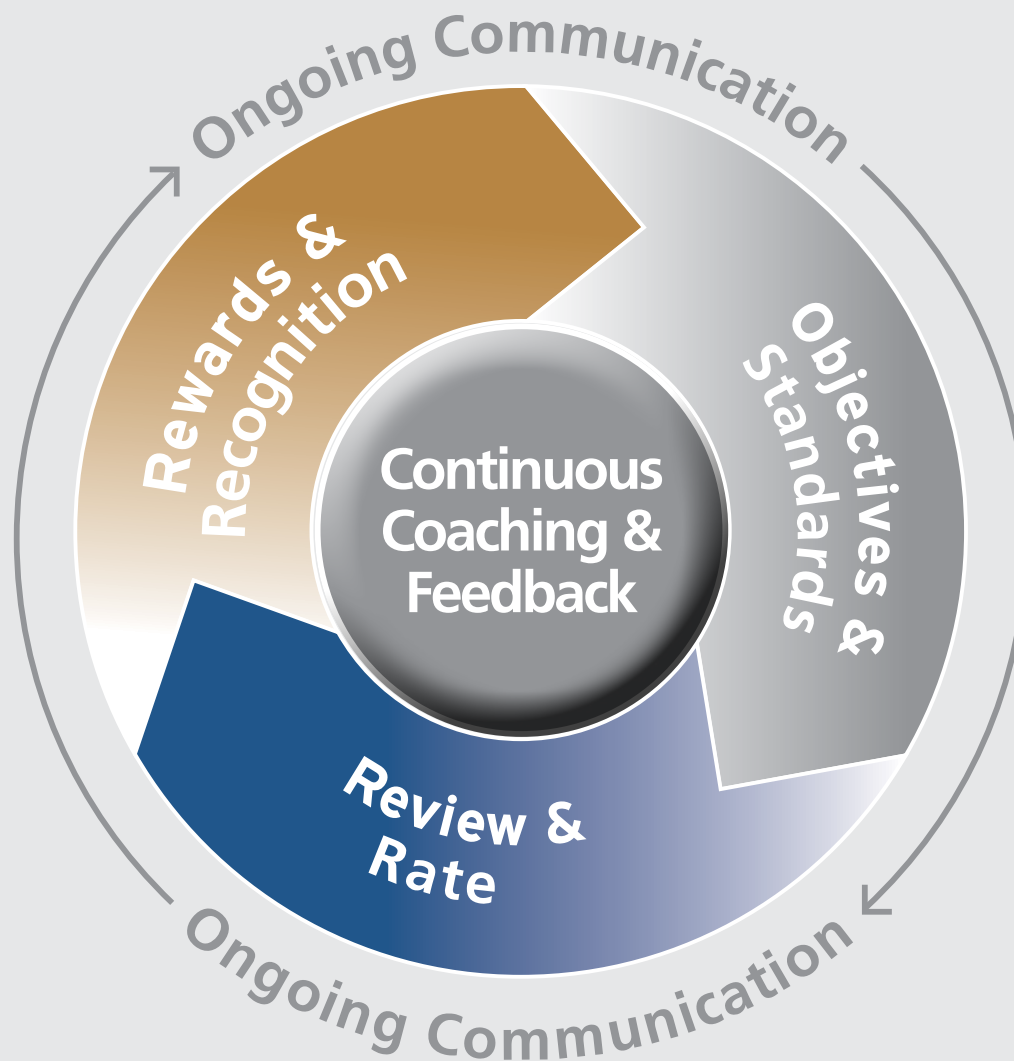 Ongoing Communication
Rewards &
Recognition
Objectives &
Standards
Continuous
Coaching &
Feedback
Review &
Rate
Ongoing Communication